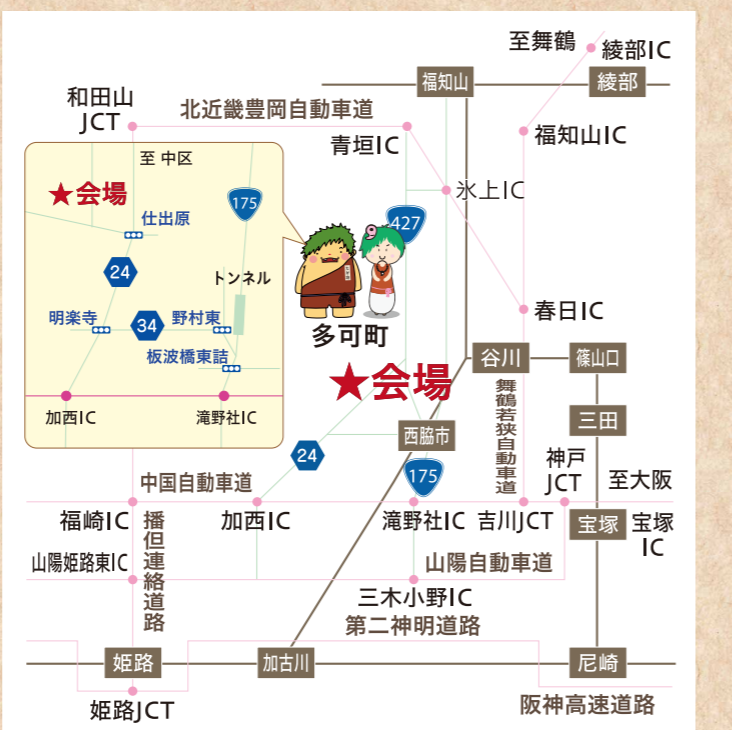 至舞鶴
綾部IC
福知山
綾部
和田山
JCT
北近畿豊岡自動車道
青垣IC
福知山IC
氷上IC
至 中区
★会場
175
仕出原
427
24
トンネル
明楽寺
34
野村東
板波橋東詰
加西IC
滝野社IC
多可町
春日IC
★会場
谷川
篠山口
舞鶴若狭自動車道
三田
西脇市
24
175
神戸
JCT
至大阪
中国自動車道
福崎IC
加西IC
滝野社IC
吉川JCT
宝塚
宝塚
IC
播但連絡道路
山陽姫路東IC
山陽自動車道
三木小野IC
第二神明道路
姫路
加古川
尼崎
姫路JCT
阪神高速道路